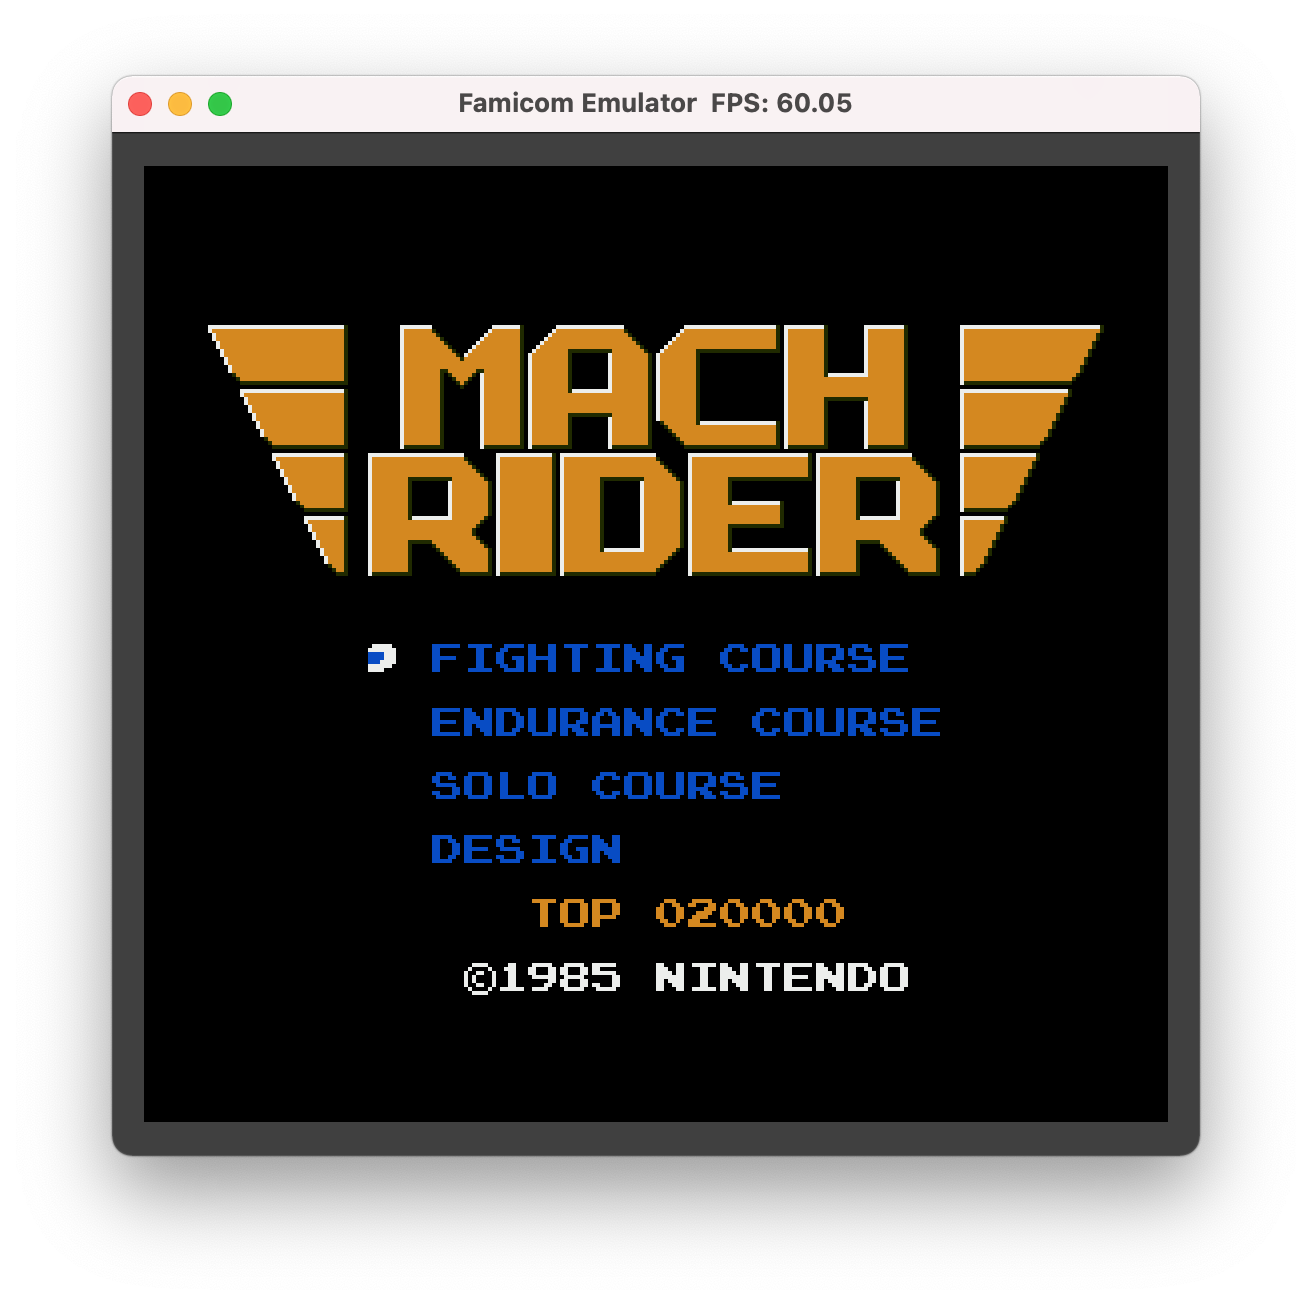 Famicom Emulator  FPS: 60.05
MACH
RIDER
FIGHTING COURSE
ENDURANCE COURSE
SOLO COURSE
DESIGN
TOP 020000
©1985 NINTENDO